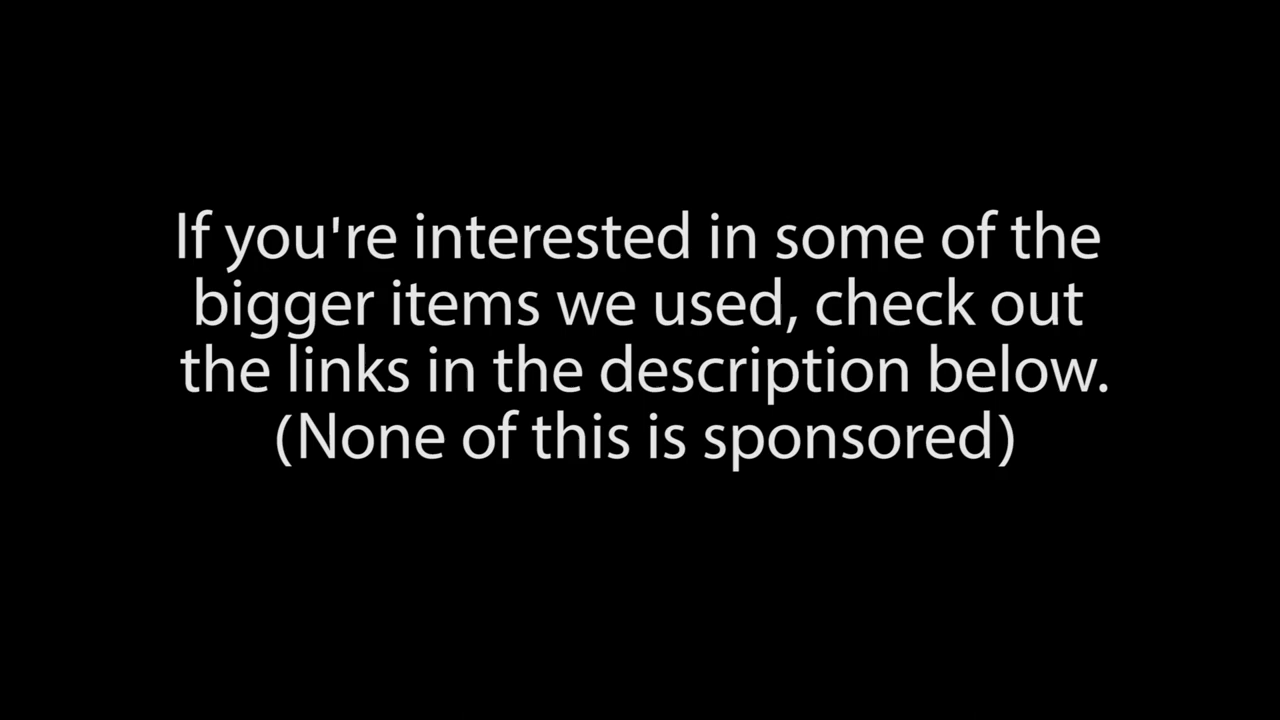 If you're interested in some of the
bigger items we used, check out
the links in the description below.
(None of this is sponsored)